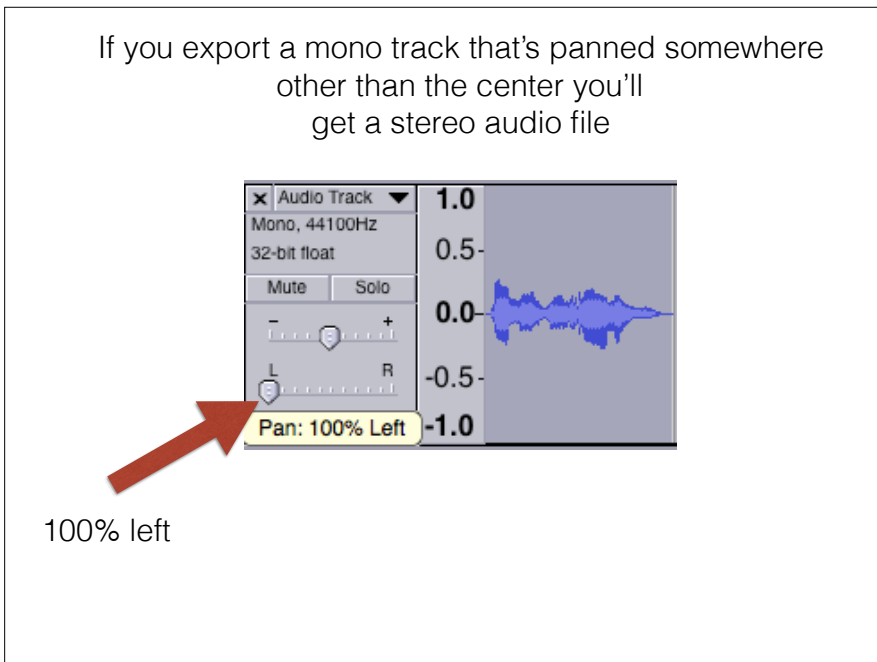 If you export a mono track that's panned somewhere
other than the center you'll
get a stereo audio file
x Audio Track ▼
Mono, 44100Hz
32-bit float
Mute Solo
- +
L R
Pan: 100% Left
1.0
0.5-
0.0-
-0.5-
-1.0
100% left